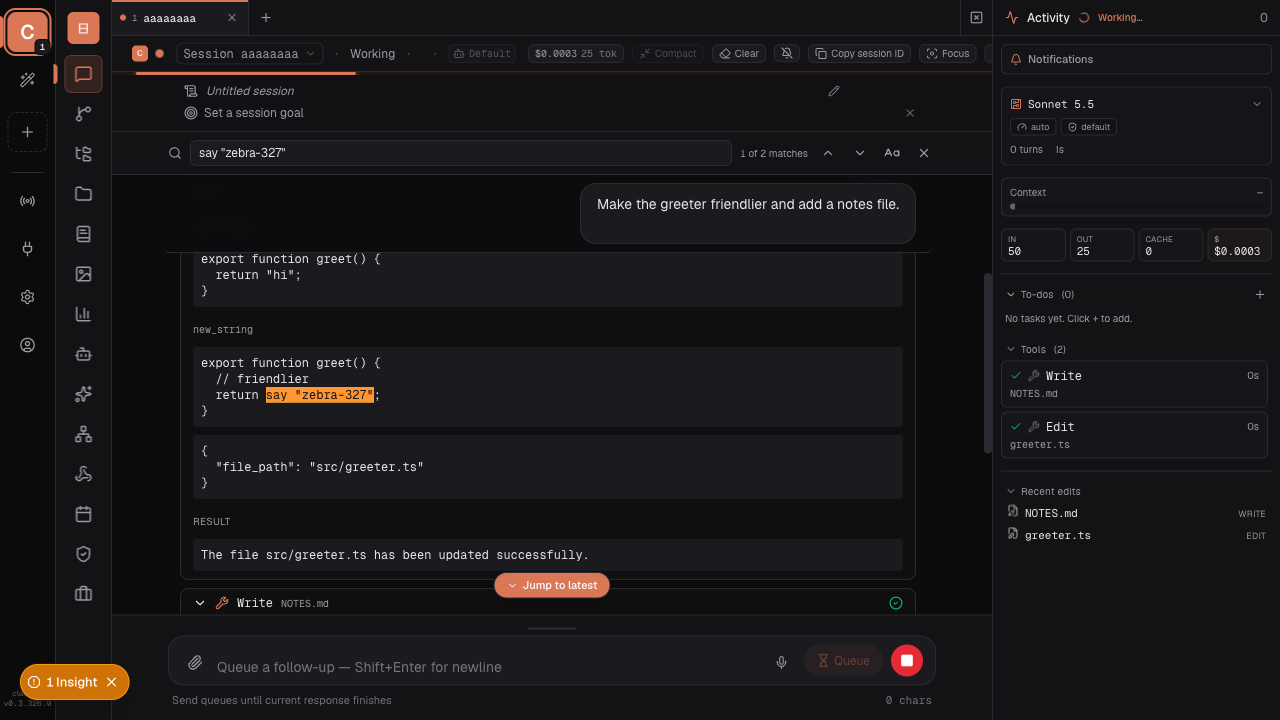 C
1
1 aaaaaaaa
C
Session aaaaaaaa
·
Working
·
·
Default
$0.0003 25 tok
Compact
Clear
Copy session ID
Focus
Untitled session
Set a session goal
say "zebra-327"
1 of 2 matches
Aa
Make the greeter friendlier and add a notes file.
export function greet() {
return "hi";
}
new_string
export function greet() {
// friendlier
return say "zebra-327";
}
{
"file_path": "src/greeter.ts"
}
RESULT
The file src/greeter.ts has been updated successfully.
Jump to latest
Write NOTES.md
Queue a follow-up — Shift+Enter for newline
Queue
Send queues until current response finishes
0 chars
1 Insight
v0.3.326.0
Activity
Working…
0
Notifications
Sonnet 5.5
auto
default
0 turns 1s
Context
IN
50
OUT
25
CACHE
0
$
$0.0003
To-dos (0)
No tasks yet. Click + to add.
Tools (2)
Write 0s
NOTES.md
Edit 0s
greeter.ts
Recent edits
NOTES.md WRITE
greeter.ts EDIT